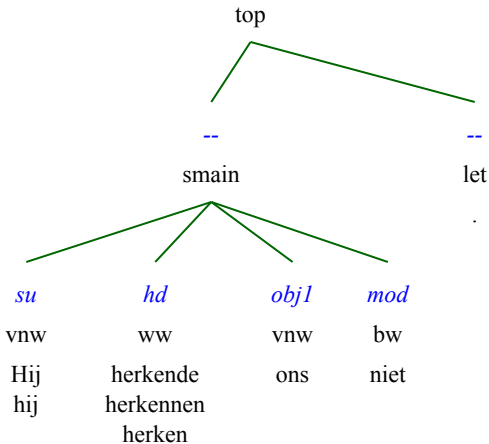 top
-- --
smain let
.
su hd obj1 mod
vnw ww vnw bw
Hij herkende ons niet
hij herkennen
herken